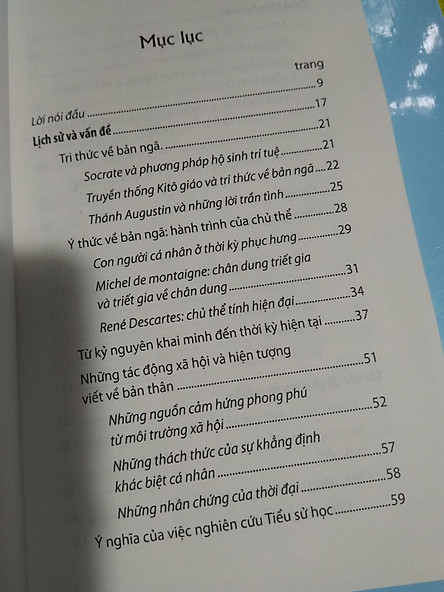 Mục lục
trang
Lời nói đầu ........................................................9
Lịch sử và vấn đề ................................................17
Tri thức về bản ngã. ........................................21
Socrate và phương pháp hộ sinh trí tuệ ..............21
Truyền thống Kitô giáo và tri thức về bản ngã ....22
Thánh Augustin và những lời trần tình ..............25
Ý thức về bản ngã: hành trình của chủ thể ............28
Con người cá nhân ở thời kỳ phục hưng ..............29
Michel de montaigne: chân dung triết gia
và triết gia về chân dung ..............................31
René Descartes: chủ thể tính hiện đại ................34
Từ kỷ nguyên khai minh đến thời kỳ hiện tại ..........37
Những tác động xã hội và hiện tượng
viết về bản thân ..........................................51
Những nguồn cảm hứng phong phú
từ môi trường xã hội ....................................52
Những thách thức của sự khẳng định
khác biệt cá nhân ........................................57
Những nhân chứng của thời đại ......................58
Ý nghĩa của việc nghiên cứu Tiểu sử học ..............59